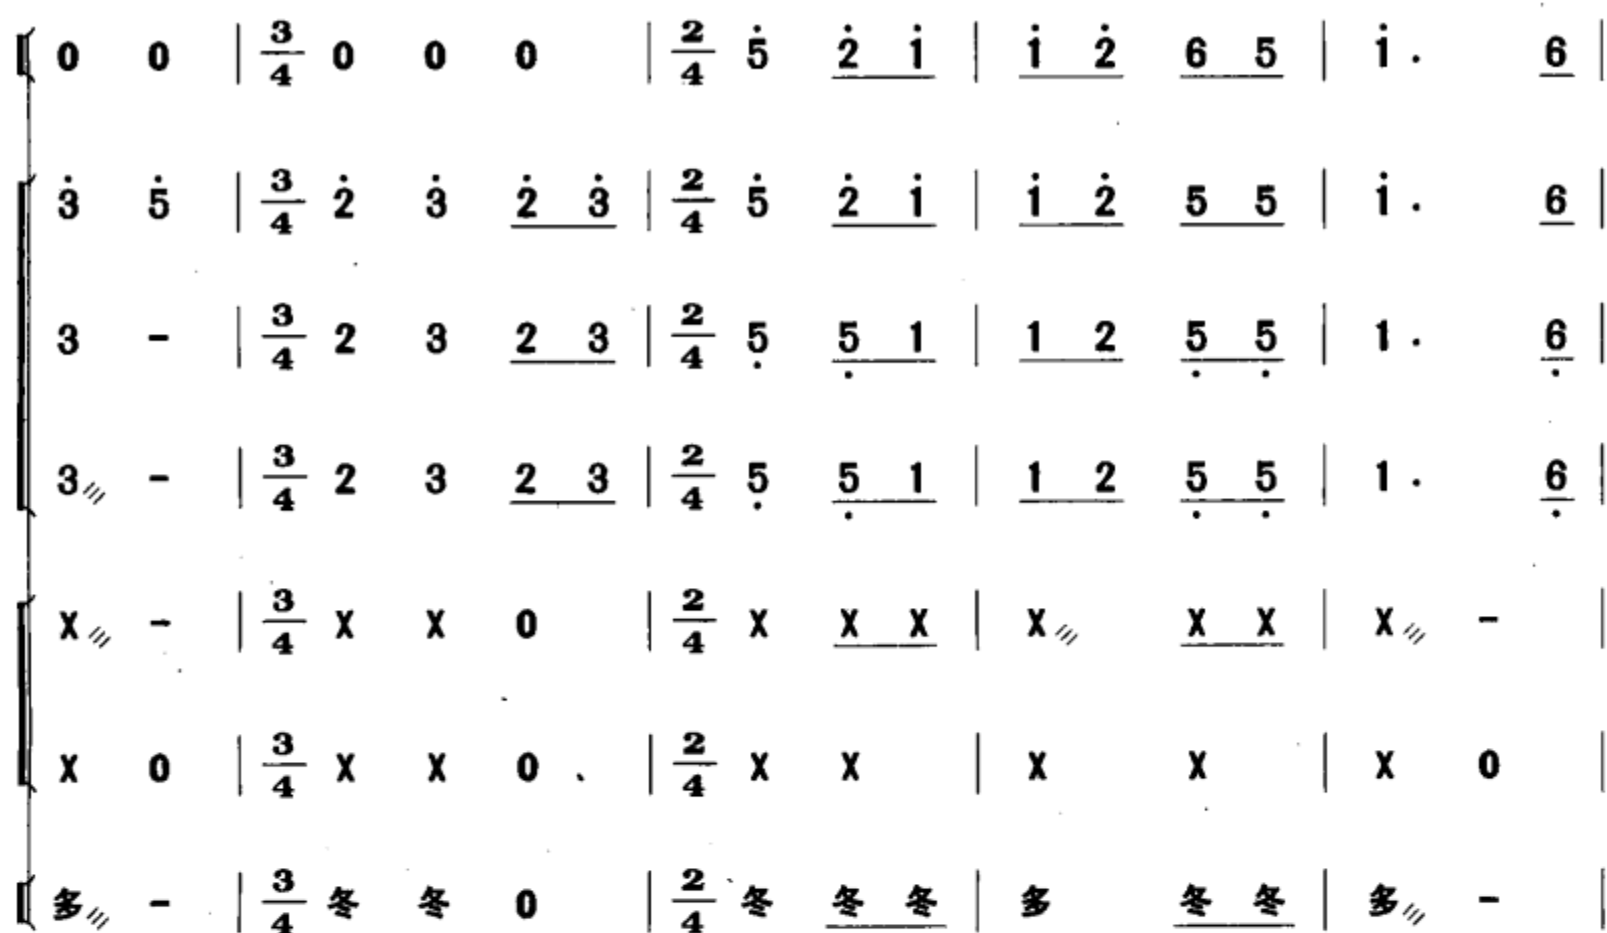 0 0 | 3/4 0 0 0 | 2/4 5̇ 2̇ 1̇ | 1̇ 2̇ 6 5 | 1̇ . 6 |
3̇ 5̇ | 3/4 2̇ 3̇ 2̇ 3̇ | 2/4 5̇ 2̇ 1̇ | 1̇ 2̇ 5 5 | 1̇ . 6 |
3 - | 3/4 2 3 2 3 | 2/4 5̣ 5̣ 1 | 1 2 5̣ 5̣ | 1 . 6̣ |
3/// - | 3/4 2 3 2 3 | 2/4 5̣ 5̣ 1 | 1 2 5̣ 5̣ | 1 . 6̣ |
X/// - | 3/4 X X 0 | 2/4 X X X | X/// X X | X/// - |
X 0 | 3/4 X X 0 | 2/4 X X | X X | X 0 |
多/// - | 3/4 冬 冬 0 | 2/4 冬 冬 冬 | 多 冬 冬 | 多/// - |